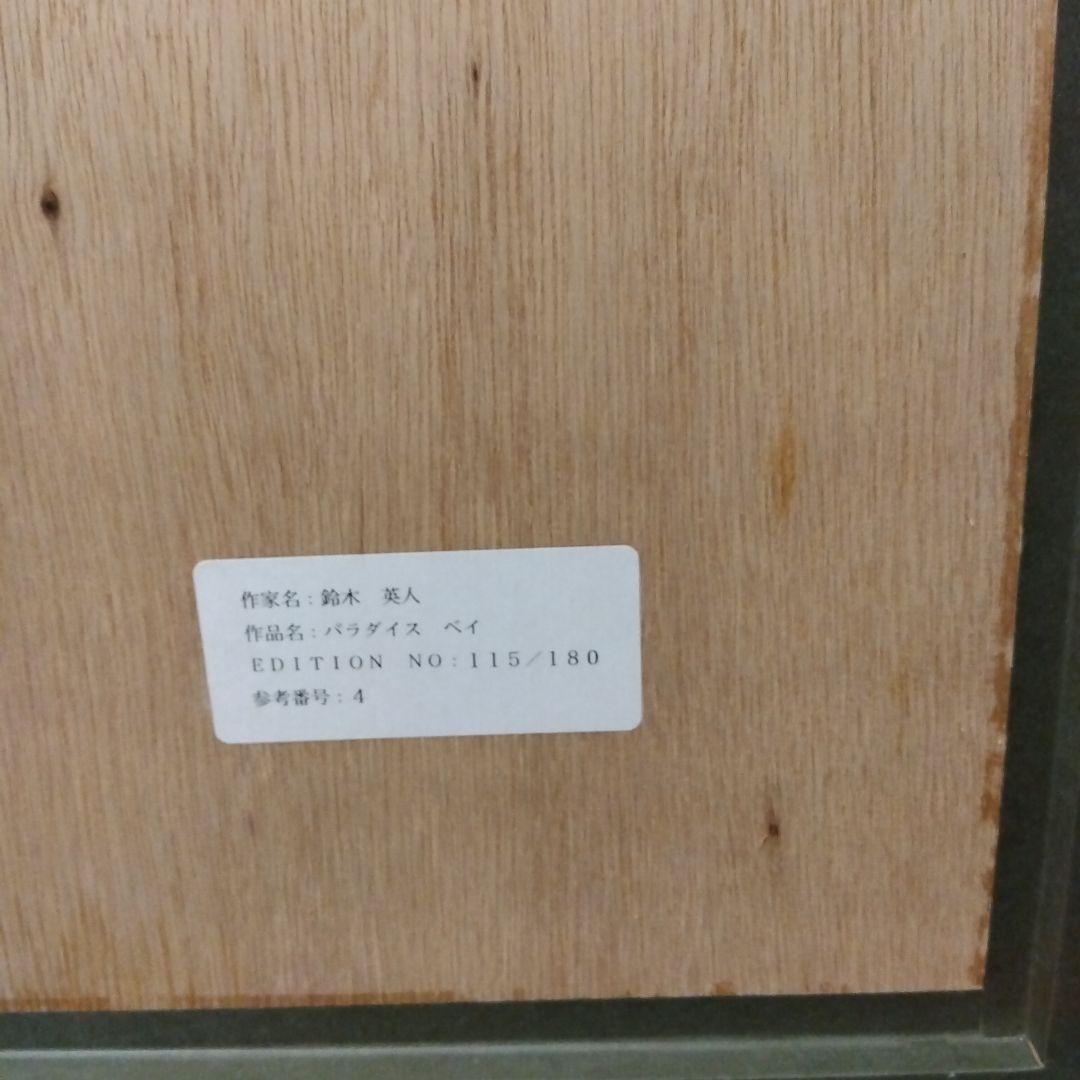 作家名：鈴木　英人
作品名：パラダイス　ベイ
ＥＤＩＴＩＯＮ　ＮＯ：１１５／１８０
参考番号：４